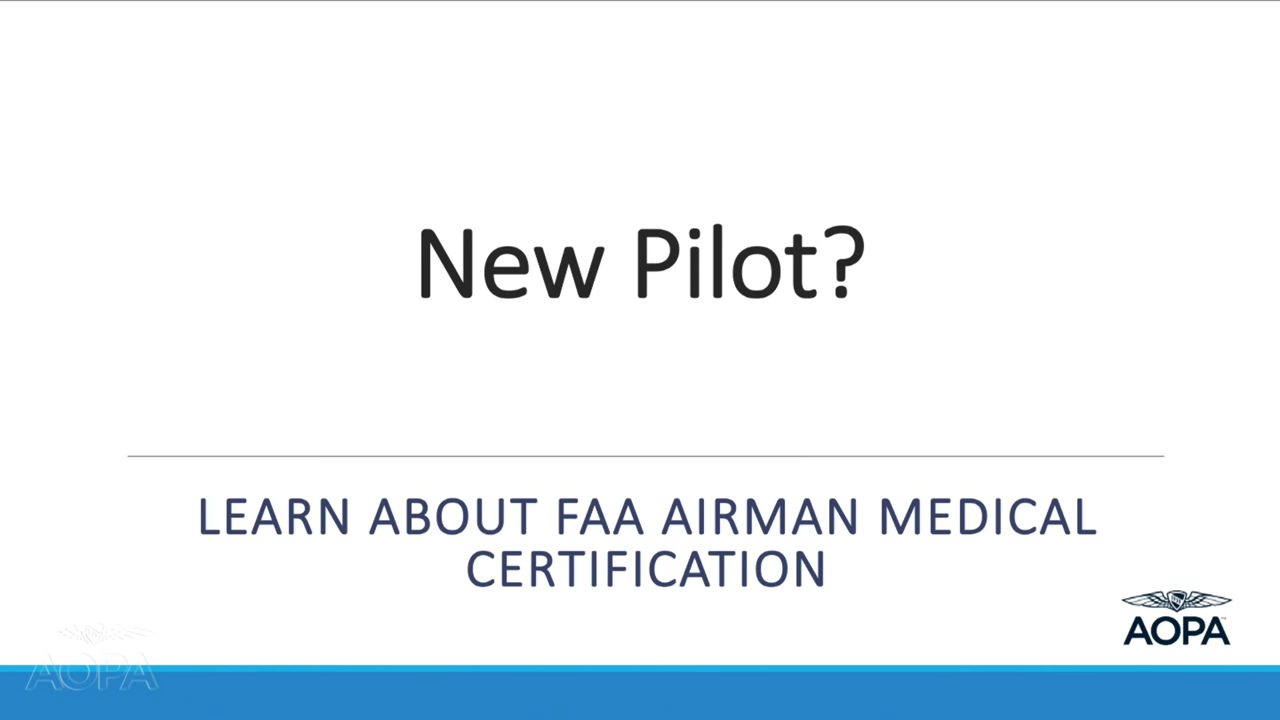 New Pilot?
LEARN ABOUT FAA AIRMAN MEDICAL
CERTIFICATION
AOPA
AOPA